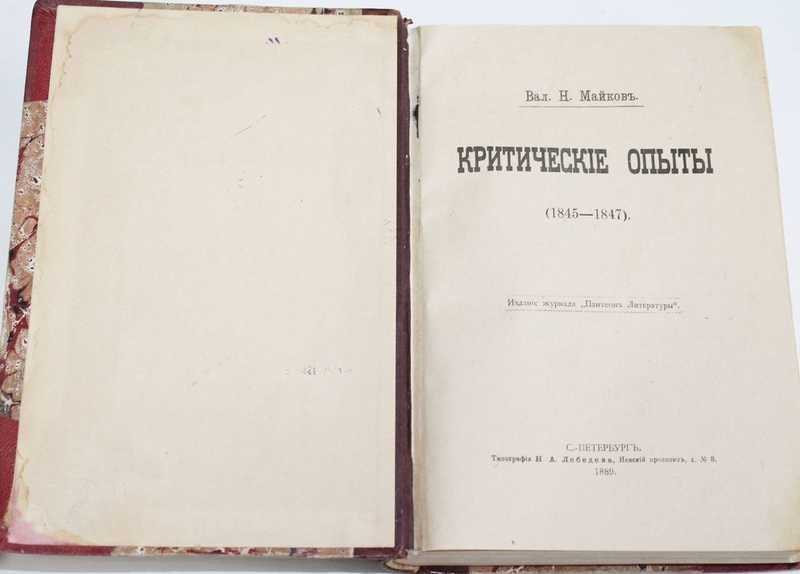 Вал. Н. Майковъ.
КРИТИЧЕСКІЕ ОПЫТЫ
(1845—1847).
Изданіе журнала „Пантеонъ Литературы“.
С.-ПЕТЕРБУРГЪ.
Типографія Н. А. Лебедева, Невскій проспектъ, д. № 8.
1889.